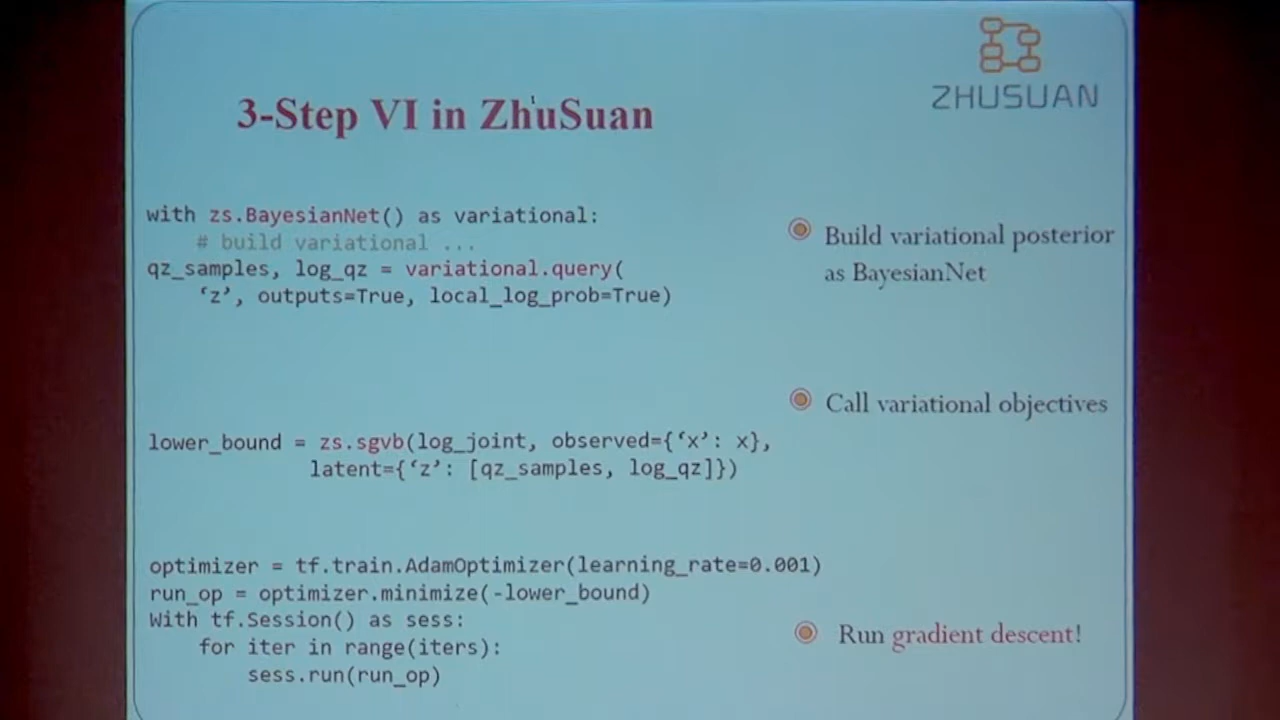 ZHUSUAN
3-Step VI in ZhuSuan
with zs.BayesianNet() as variational:
# build variational ...
qz_samples, log_qz = variational.query(
‘z’, outputs=True, local_log_prob=True)
Build variational posterior
as BayesianNet
Call variational objectives
lower_bound = zs.sgvb(log_joint, observed={‘x’: x},
latent={‘z’: [qz_samples, log_qz]})
optimizer = tf.train.AdamOptimizer(learning_rate=0.001)
run_op = optimizer.minimize(-lower_bound)
With tf.Session() as sess:
for iter in range(iters):
sess.run(run_op)
Run gradient descent!